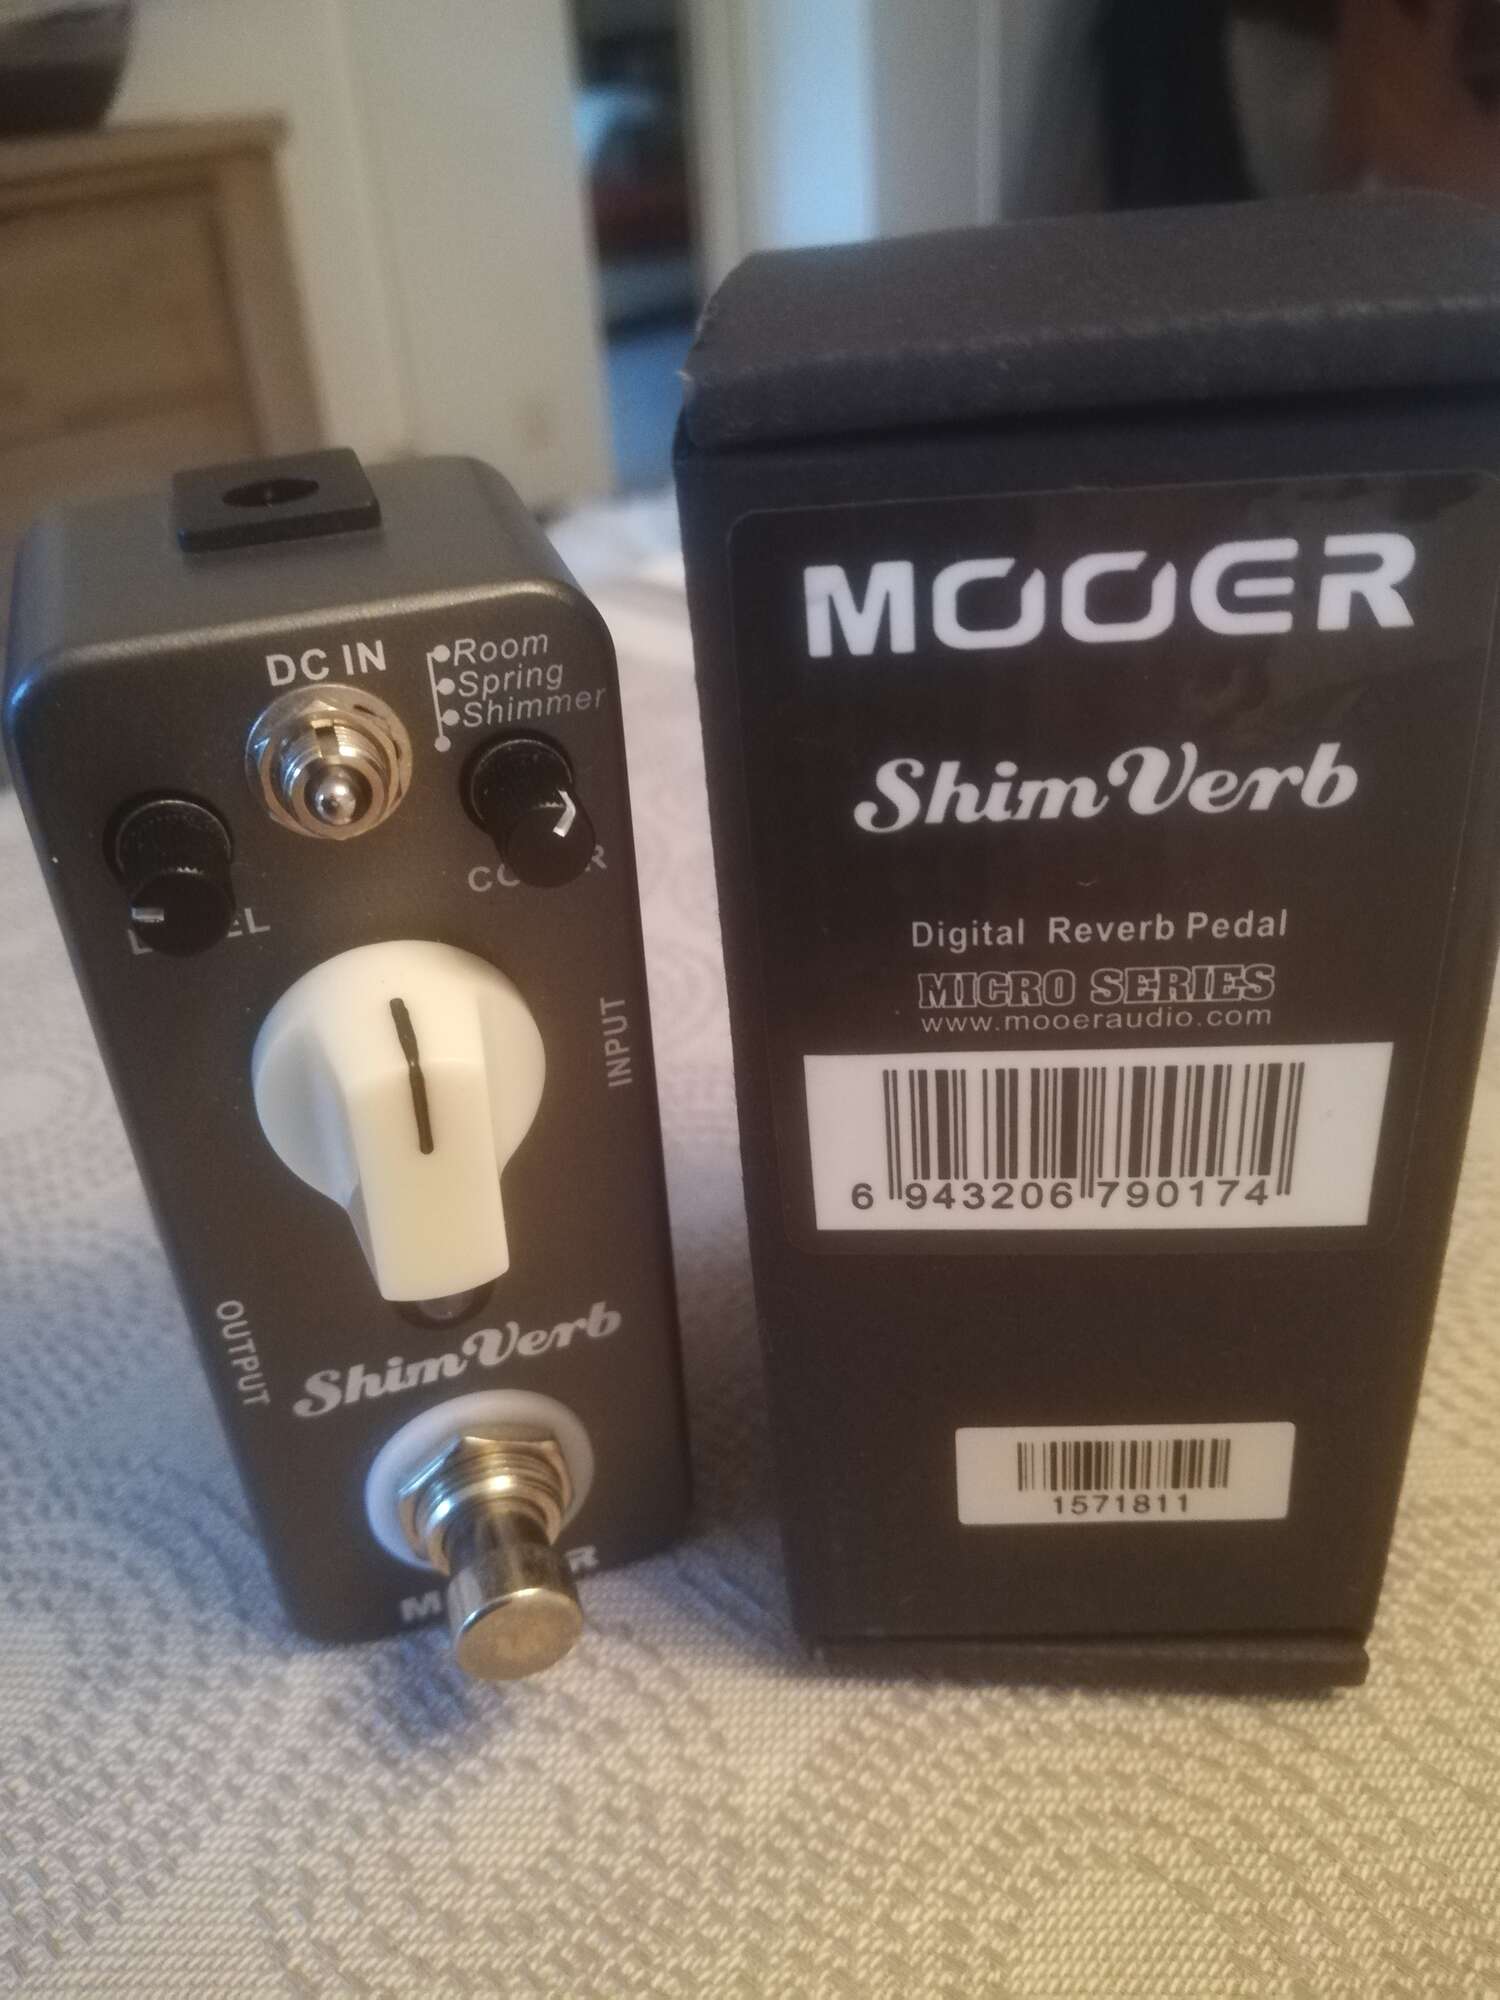 DC IN
Room
Spring
Shimmer
INPUT
OUTPUT
ShimVerb
MOOER
ShimVerb
Digital Reverb Pedal
MICRO SERIES
www.mooeraudio.com
6 943206 790174
1571811